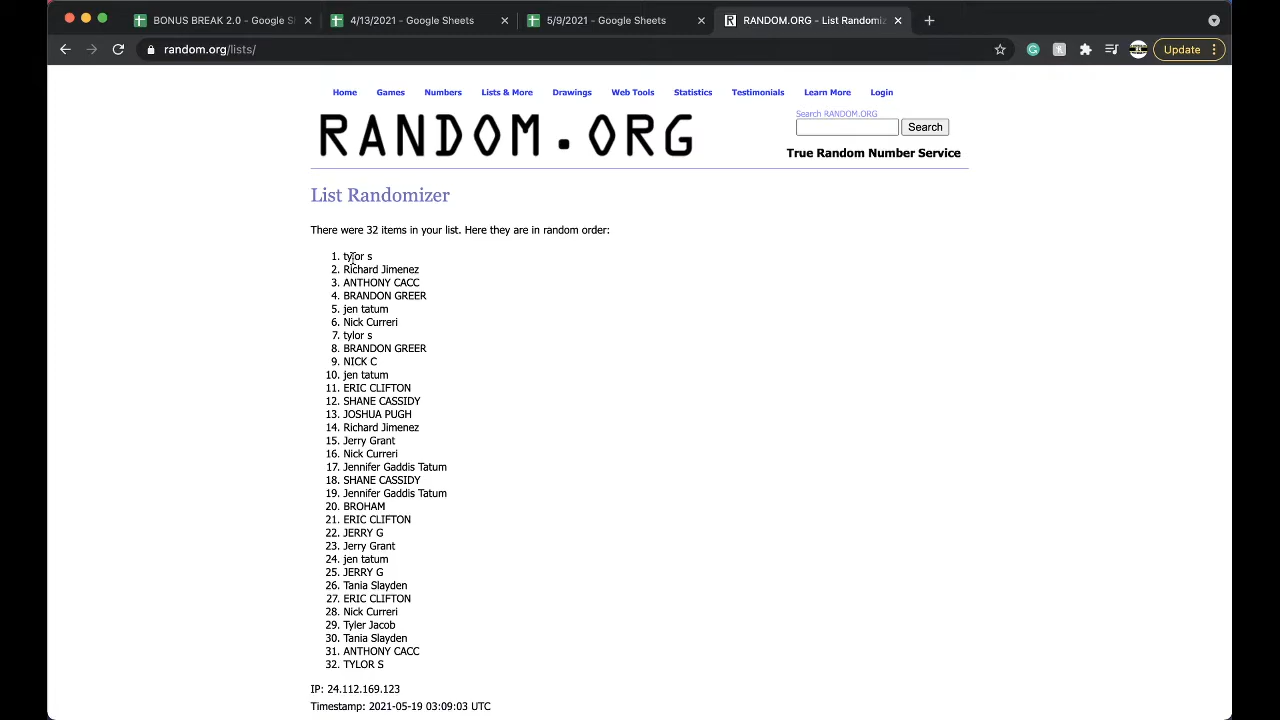 BONUS BREAK 2.0 - Google Sh
4/13/2021 - Google Sheets
5/9/2021 - Google Sheets
RANDOM.ORG - List Randomiz
random.org/lists/
Update
Home Games Numbers Lists & More Drawings Web Tools Statistics Testimonials Learn More Login
RANDOM.ORG
Search RANDOM.ORG
Search
True Random Number Service
List Randomizer
There were 32 items in your list. Here they are in random order:
1. tylor s
2. Richard Jimenez
3. ANTHONY CACC
4. BRANDON GREER
5. jen tatum
6. Nick Curreri
7. tylor s
8. BRANDON GREER
9. NICK C
10. jen tatum
11. ERIC CLIFTON
12. SHANE CASSIDY
13. JOSHUA PUGH
14. Richard Jimenez
15. Jerry Grant
16. Nick Curreri
17. Jennifer Gaddis Tatum
18. SHANE CASSIDY
19. Jennifer Gaddis Tatum
20. BROHAM
21. ERIC CLIFTON
22. JERRY G
23. Jerry Grant
24. jen tatum
25. JERRY G
26. Tania Slayden
27. ERIC CLIFTON
28. Nick Curreri
29. Tyler Jacob
30. Tania Slayden
31. ANTHONY CACC
32. TYLOR S
IP: 24.112.169.123
Timestamp: 2021-05-19 03:09:03 UTC